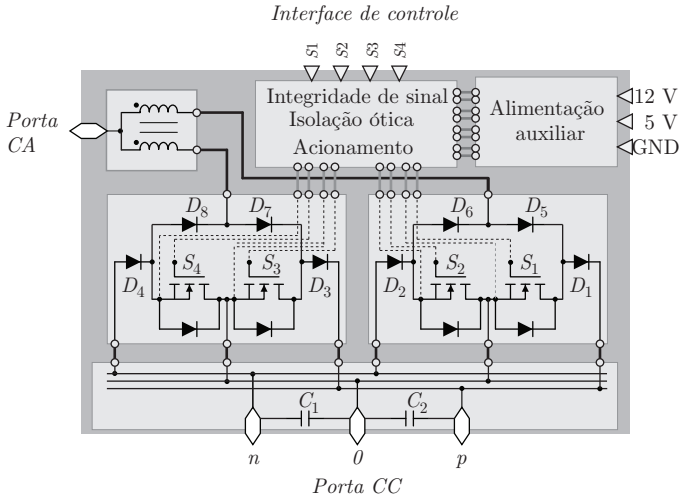 Interface de controle
S1 S2 S3 S4
Integridade de sinal
Isolação ótica
Acionamento
Alimentação
auxiliar
12 V
5 V
GND
Porta
CA
D8 D7 D6 D5
S4 S3 S2 S1
D4 D3 D2 D1
C1 C2
n 0 p
Porta CC